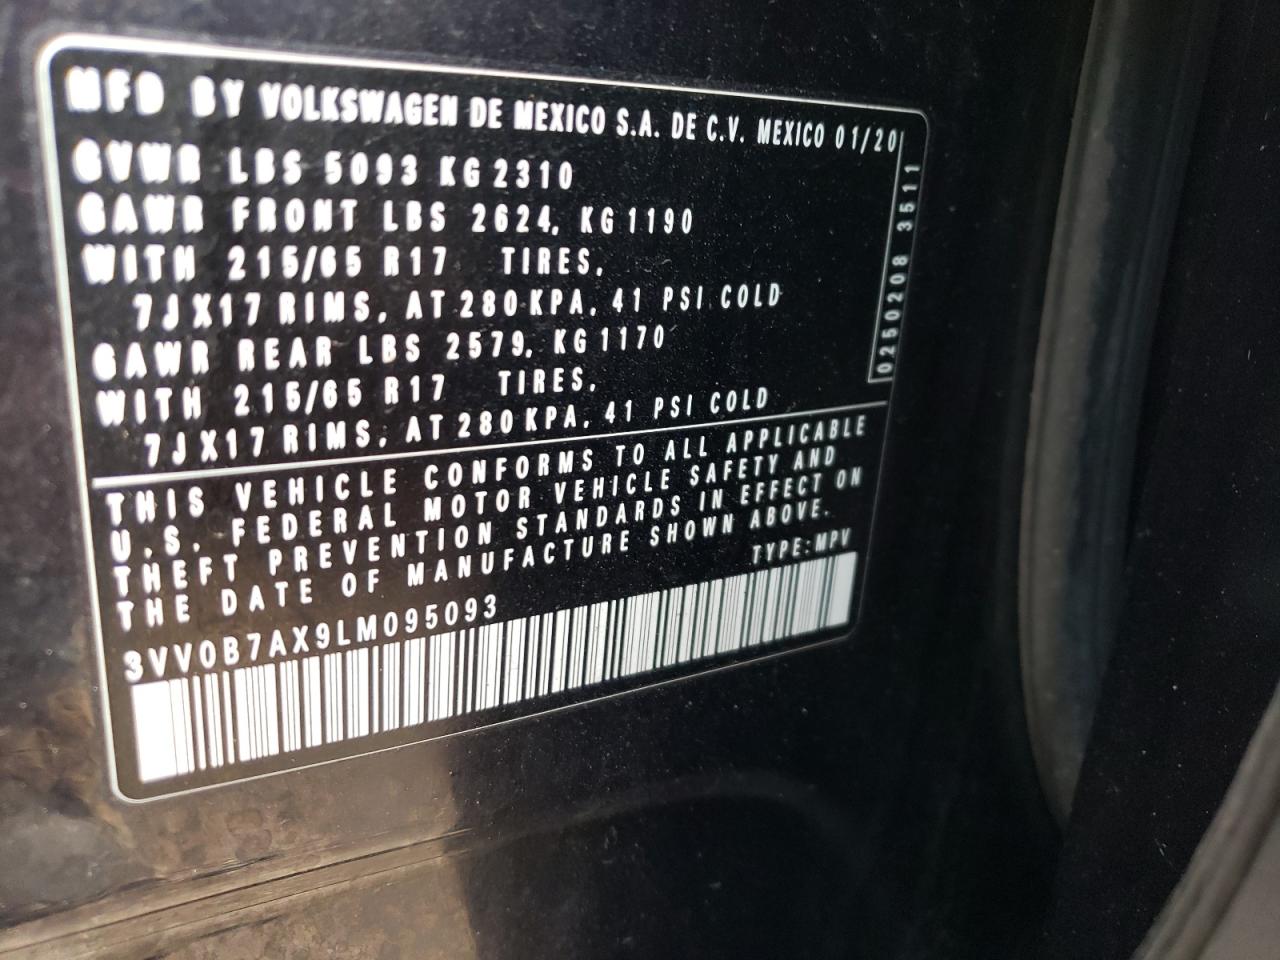 MFD BY VOLKSWAGEN DE MEXICO S.A. DE C.V. MEXICO 01/20
GVWR LBS 5093 KG 2310
GAWR FRONT LBS 2624, KG 1190
WITH 215/65 R17 TIRES,
7JX17 RIMS, AT 280 KPA, 41 PSI COLD
GAWR REAR LBS 2579, KG 1170
WITH 215/65 R17 TIRES,
7JX17 RIMS, AT 280 KPA, 41 PSI COLD
0250208 3511
THIS VEHICLE CONFORMS TO ALL APPLICABLE
U.S. FEDERAL MOTOR VEHICLE SAFETY AND
THEFT PREVENTION STANDARDS IN EFFECT ON
THE DATE OF MANUFACTURE SHOWN ABOVE.
TYPE:MPV
3VV0B7AX9LM095093